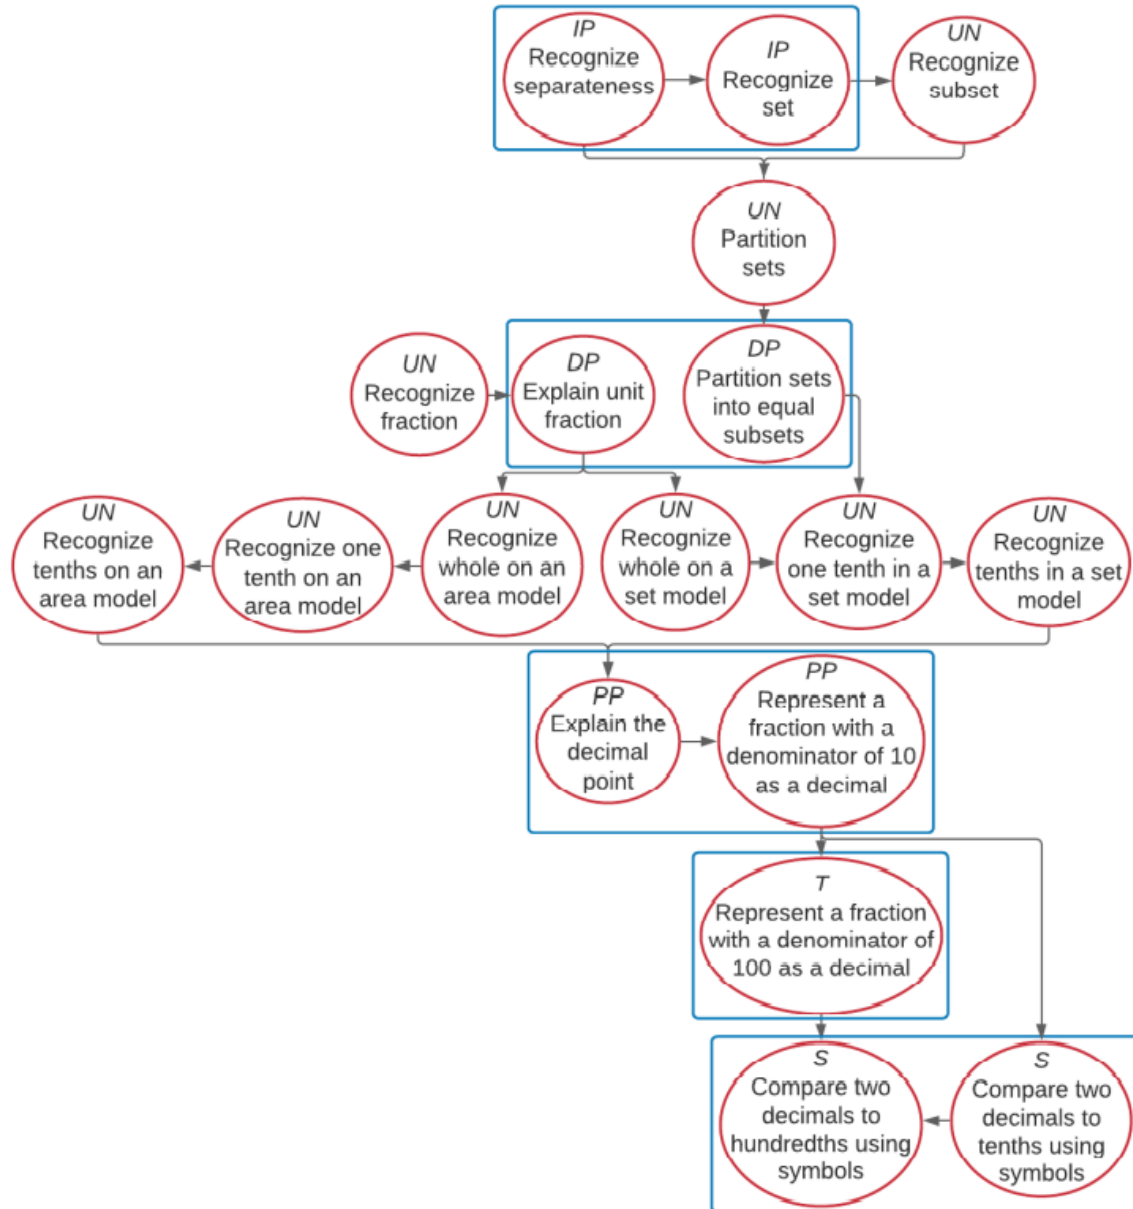 IP
Recognize
separateness
IP
Recognize
set
UN
Recognize
subset
UN
Partition
sets
UN
Recognize
fraction
DP
Explain unit
fraction
DP
Partition sets
into equal
subsets
UN
Recognize
tenths on an
area model
UN
Recognize one
tenth on an
area model
UN
Recognize
whole on an
area model
UN
Recognize
whole on a
set model
UN
Recognize
one tenth in a
set model
UN
Recognize
tenths in a set
model
PP
Explain the
decimal
point
PP
Represent a
fraction with a
denominator of 10
as a decimal
T
Represent a fraction
with a denominator of
100 as a decimal
S
Compare two
decimals to
hundredths using
symbols
S
Compare two
decimals to
tenths using
symbols